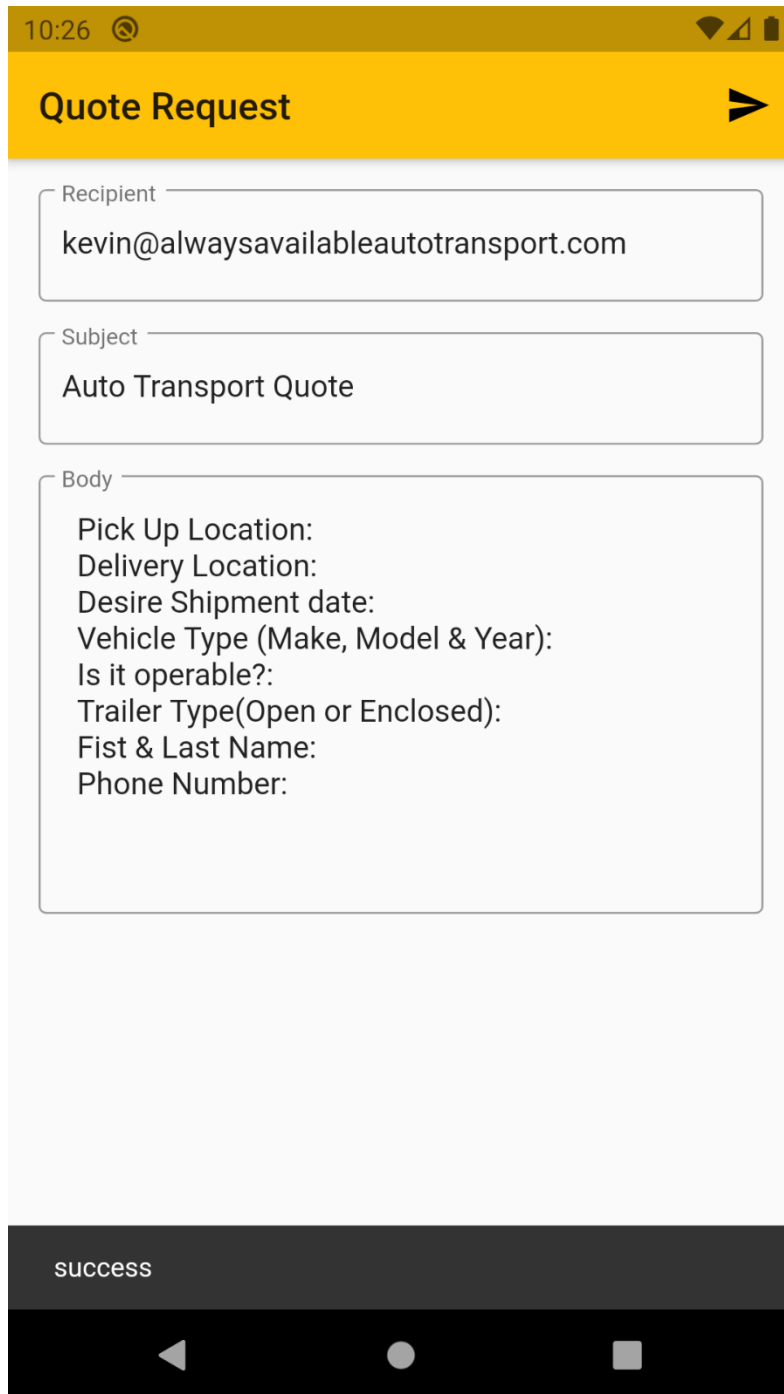 10:26
Quote Request
Recipient
kevin@alwaysavailableautotransport.com
Subject
Auto Transport Quote
Body
Pick Up Location:
Delivery Location:
Desire Shipment date:
Vehicle Type (Make, Model & Year):
Is it operable?:
Trailer Type(Open or Enclosed):
Fist & Last Name:
Phone Number:
success